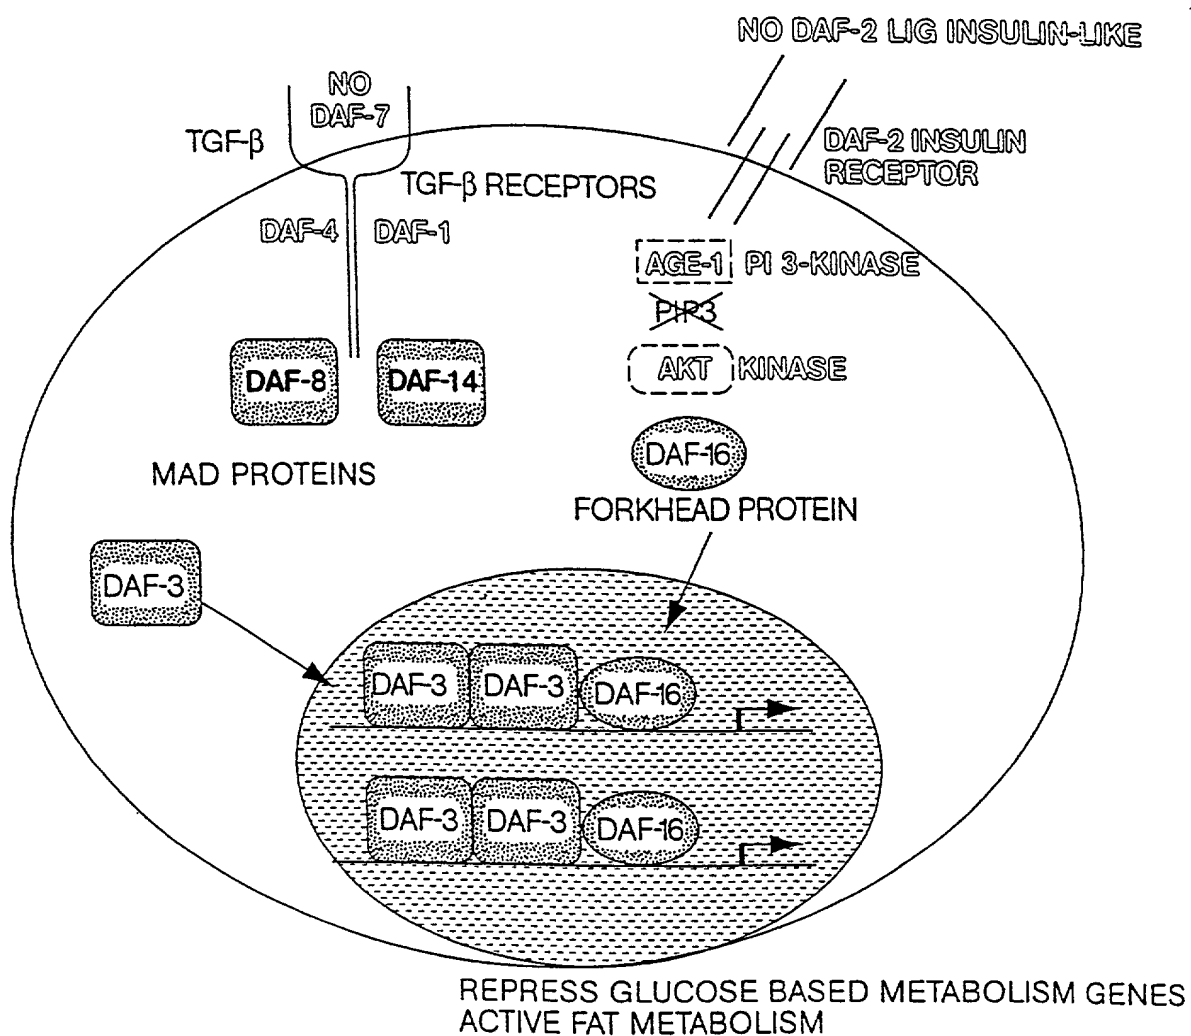 NO DAF-2 LIG INSULIN-LIKE
NO
DAF-7
TGF-β
DAF-2 INSULIN
RECEPTOR
TGF-β RECEPTORS
DAF-4 DAF-1
AGE-1 PI 3-KINASE
PIP3
AKT KINASE
DAF-8 DAF-14
DAF-16
MAD PROTEINS
FORKHEAD PROTEIN
DAF-3
DAF-3 DAF-3 DAF-16
DAF-3 DAF-3 DAF-16
REPRESS GLUCOSE BASED METABOLISM GENES
ACTIVE FAT METABOLISM